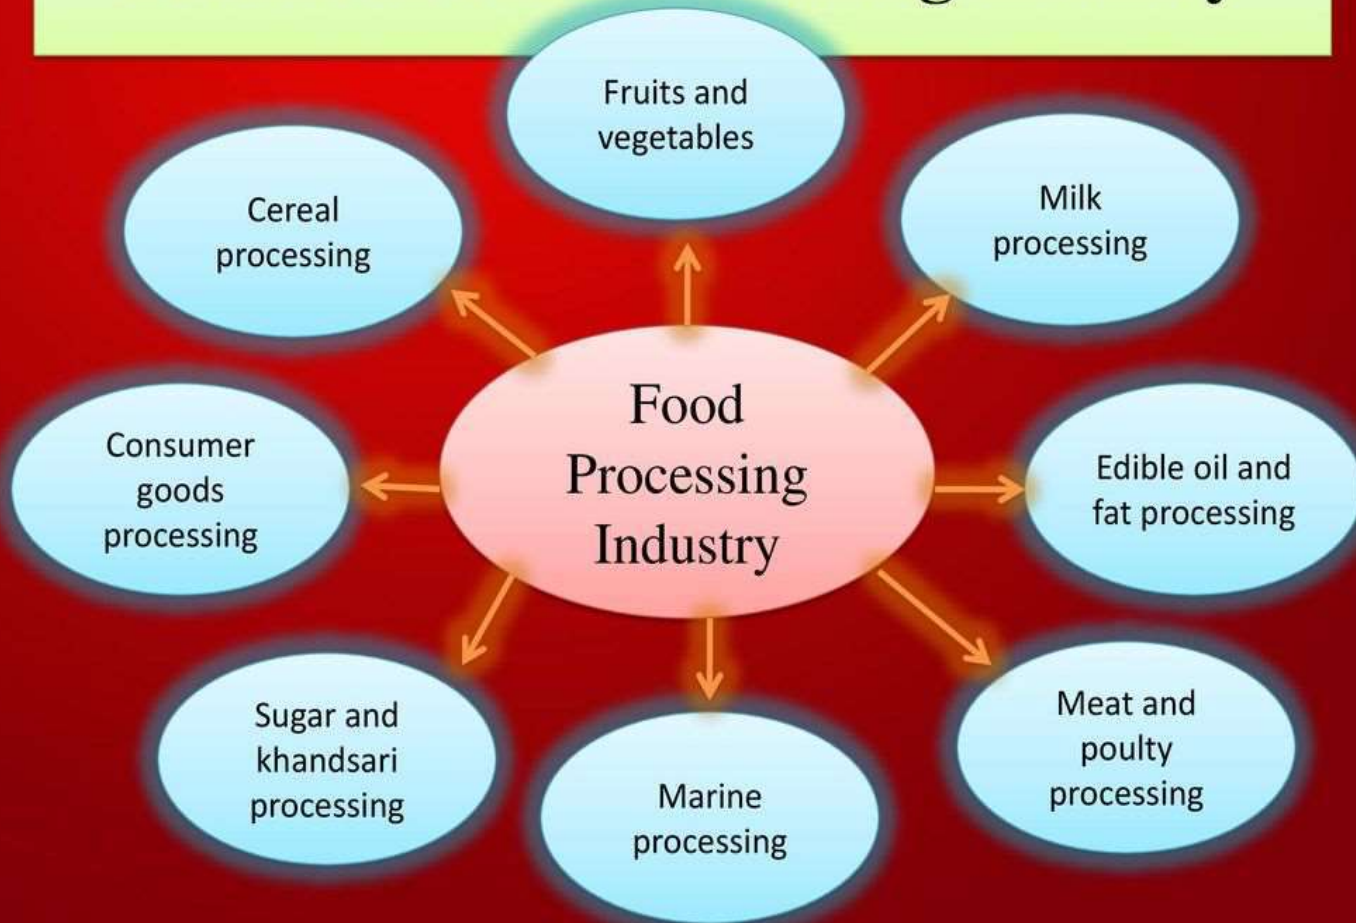 Fruits and
vegetables
Milk
processing
Edible oil and
fat processing
Meat and
poulty
processing
Marine
processing
Sugar and
khandsari
processing
Consumer
goods
processing
Cereal
processing
Food
Processing
Industry